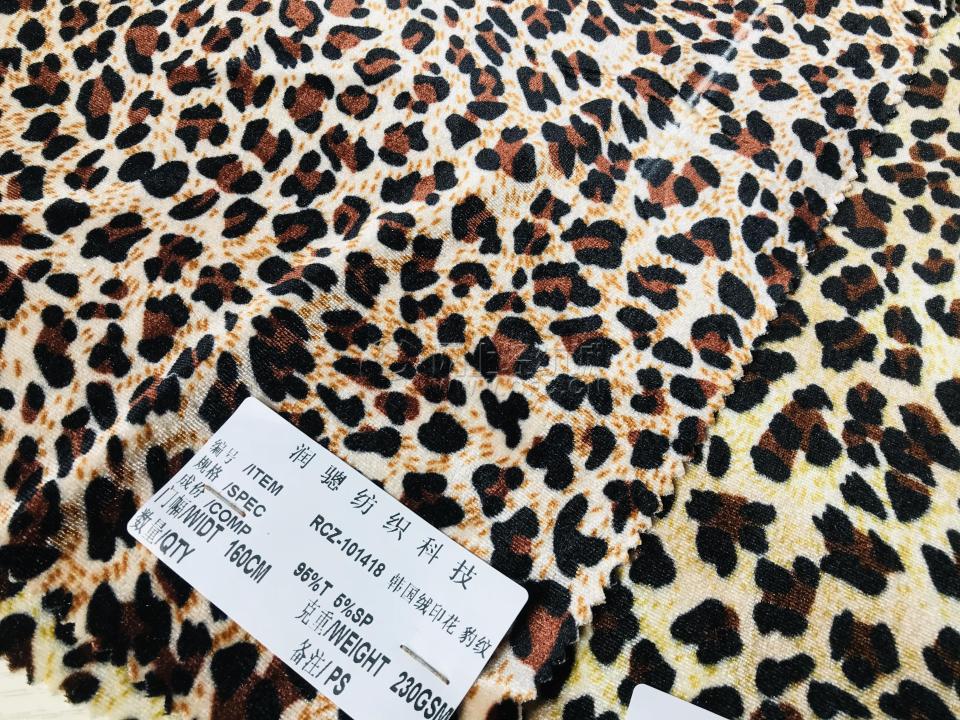 润骢纺织科技
编号/ITEM RCZ-101418
规格/SPEC 韩国绒印花 豹纹
成份/COMP 95%T 5%SP
门幅/WIDT 160CM 克重/WEIGHT 230GSM
数量/QTY 备注/PS